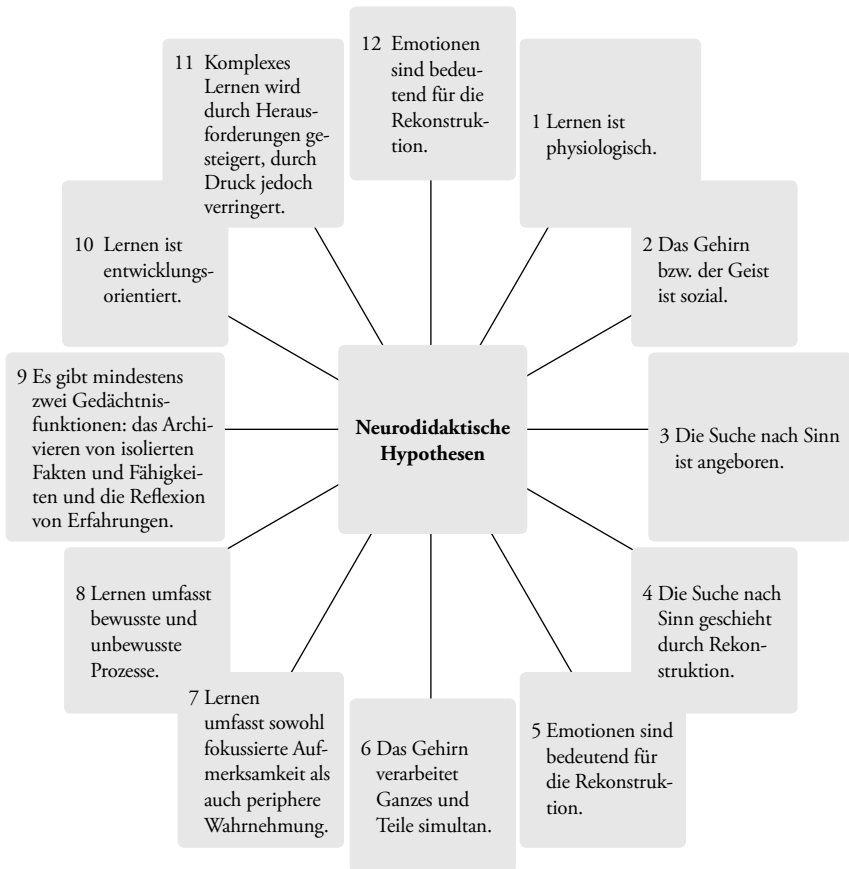 12 Emotionen
sind bedeu-
tend für die
Rekonstruk-
tion.
1 Lernen ist
physiologisch.
2 Das Gehirn
bzw. der Geist
ist sozial.
3 Die Suche nach Sinn
ist angeboren.
4 Die Suche nach
Sinn geschieht
durch Rekon-
struktion.
5 Emotionen sind
bedeutend für
die Rekonstruk-
tion.
6 Das Gehirn
verarbeitet
Ganzes und
Teile simultan.
7 Lernen
umfasst sowohl
fokussierte Auf-
merksamkeit als
auch periphere
Wahrnehmung.
8 Lernen umfasst
bewusste und
unbewusste
Prozesse.
9 Es gibt mindestens
zwei Gedächtnis-
funktionen: das Archi-
vieren von isolierten
Fakten und Fähigkei-
ten und die Reflexion
von Erfahrungen.
10 Lernen ist
entwicklungs-
orientiert.
11 Komplexes
Lernen wird
durch Heraus-
forderungen ge-
steigert, durch
Druck jedoch
verringert.
Neurodidaktische
Hypothesen